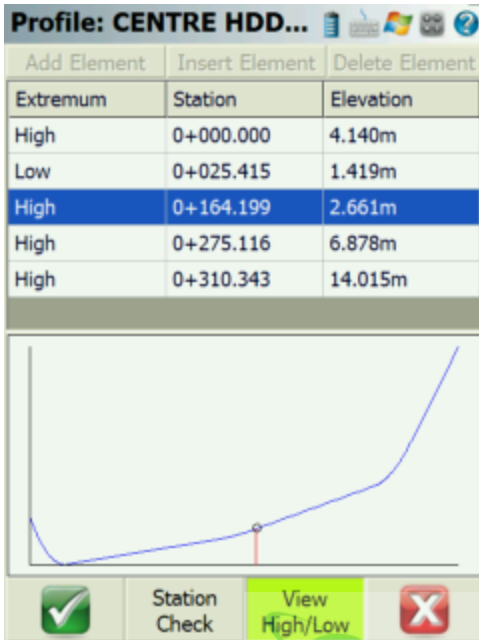 Profile: CENTRE HDD...
Add Element Insert Element Delete Element
Extremum Station Elevation
High 0+000.000 4.140m
Low 0+025.415 1.419m
High 0+164.199 2.661m
High 0+275.116 6.878m
High 0+310.343 14.015m
Station Check
View High/Low